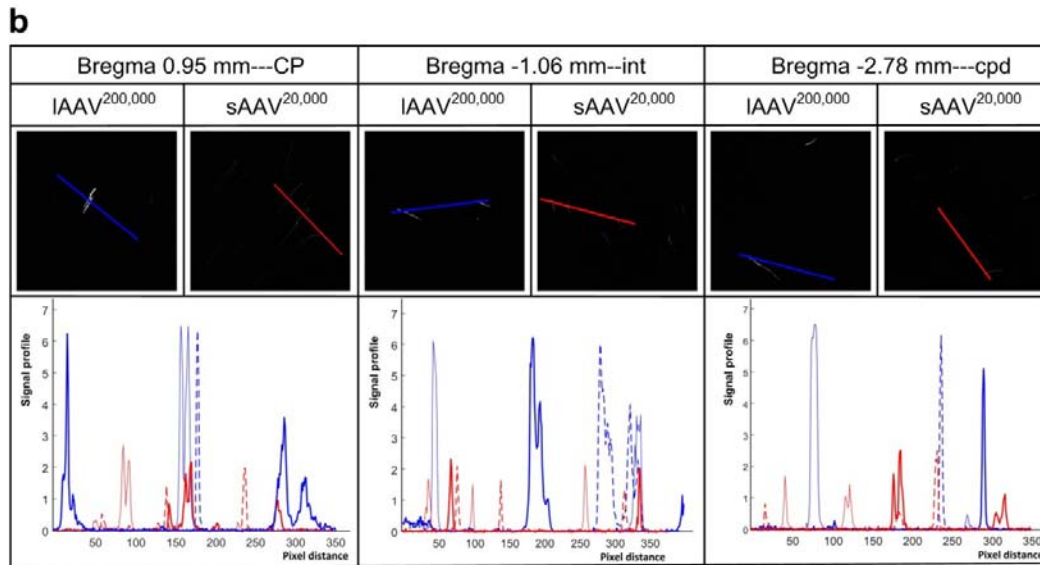 b
Bregma 0.95 mm---CP
Bregma -1.06 mm--int
Bregma -2.78 mm---cpd
lAAV200,000
sAAV20,000
lAAV200,000
sAAV20,000
lAAV200,000
sAAV20,000
Signal profile
7
6
5
4
3
2
1
0
50 100 150 200 250 300 350
Pixel distance
Signal profile
7
6
5
4
3
2
1
0
50 100 150 200 250 300 350
Pixel distance
Signal profile
7
6
5
4
3
2
1
0
50 100 150 200 250 300 350
Pixel distance